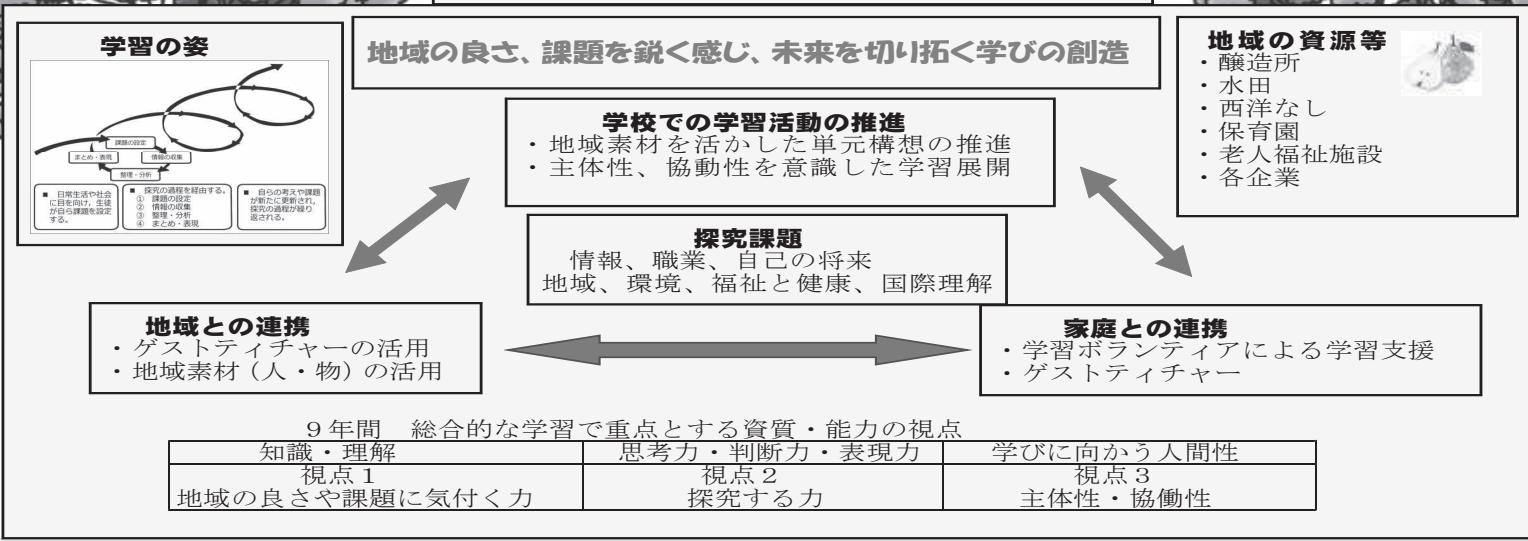 学習の姿
課題の設定
まとめ・表現
情報の収集
整理・分析
■ 日常生活や社会
に目を向け，生徒
が自ら課題を設定
する。
■ 探究の過程を経由する。
① 課題の設定
② 情報の収集
③ 整理・分析
④ まとめ・表現
■ 自らの考えや課題
が新たに更新され，
探究の過程が繰り
返される。
地域の良さ、課題を鋭く感じ、未来を切り拓く学びの創造
地域の資源等
・醸造所
・水田
・西洋なし
・保育園
・老人福祉施設
・各企業
学校での学習活動の推進
・地域素材を活かした単元構想の推進
・主体性、協動性を意識した学習展開
探究課題
情報、職業、自己の将来
地域、環境、福祉と健康、国際理解
地域との連携
・ゲストティチャーの活用
・地域素材（人・物）の活用
家庭との連携
・学習ボランティアによる学習支援
・ゲストティチャー
９年間　総合的な学習で重点とする資質・能力の視点
知識・理解
思考力・判断力・表現力
学びに向かう人間性
視点１
視点２
視点３
地域の良さや課題に気付く力
探究する力
主体性・協働性